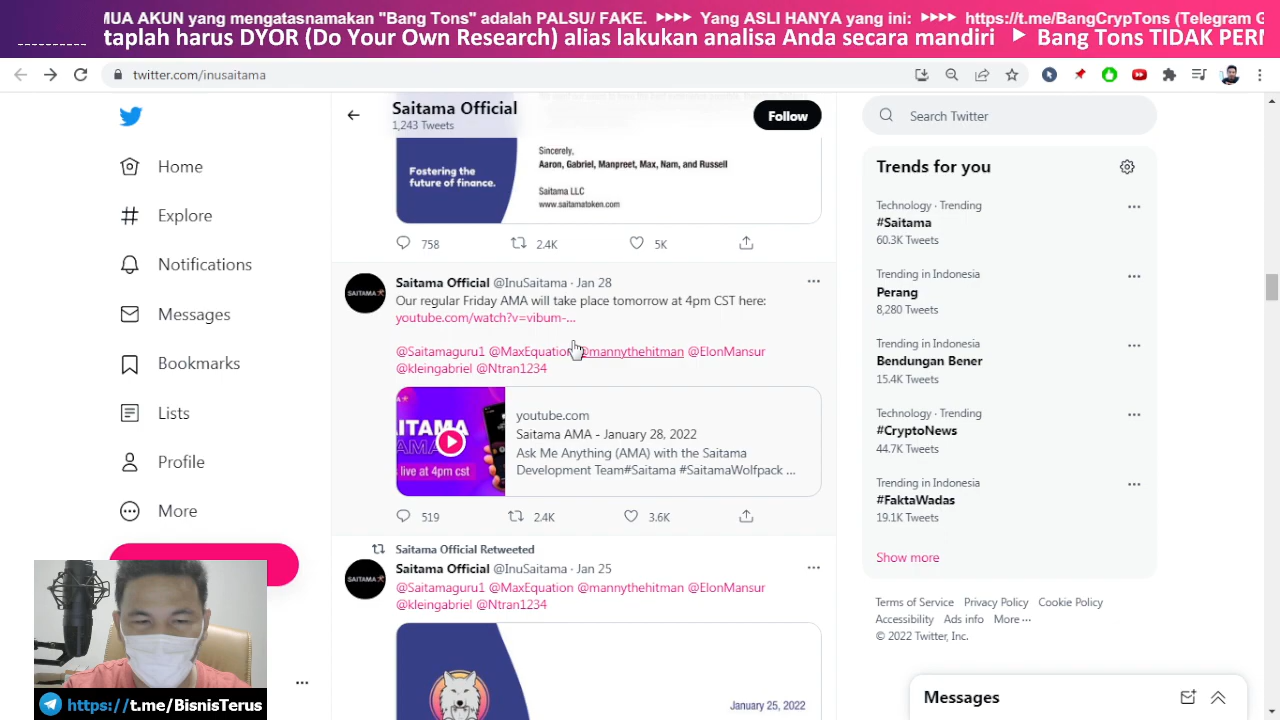 MUA AKUN yang mengatasnamakan "Bang Tons" adalah PALSU/ FAKE. ►►►► Yang ASLI HANYA yang ini: ►►►► https://t.me/BangCrypTons (Telegram G
taplah harus DYOR (Do Your Own Research) alias lakukan analisa Anda secara mandiri ► Bang Tons TIDAK PERN
twitter.com/inusaitama
Saitama Official
1,243 Tweets
Follow
Search Twitter
Home
Explore
Notifications
Messages
Bookmarks
Lists
Profile
More
Fostering the
future of finance.
Sincerely,
Aaron, Gabriel, Manpreet, Max, Nam, and Russell
Saitama LLC
www.saitamatoken.com
758 2.4K 5K
SAITAMA
Saitama Official @InuSaitama · Jan 28
Our regular Friday AMA will take place tomorrow at 4pm CST here:
youtube.com/watch?v=vibum-...
@Saitamaguru1 @MaxEquation @mannythehitman @ElonMansur
@kleingabriel @Ntran1234
AITAMA
AMA
s live at 4pm cst
youtube.com
Saitama AMA - January 28, 2022
Ask Me Anything (AMA) with the Saitama
Development Team#Saitama #SaitamaWolfpack ...
519 2.4K 3.6K
Saitama Official Retweeted
SAITAMA
Saitama Official @InuSaitama · Jan 25
@Saitamaguru1 @MaxEquation @mannythehitman @ElonMansur
@kleingabriel @Ntran1234
January 25, 2022
Trends for you
Technology · Trending
#Saitama
60.3K Tweets
Trending in Indonesia
Perang
8,280 Tweets
Trending in Indonesia
Bendungan Bener
15.4K Tweets
Technology · Trending
#CryptoNews
44.7K Tweets
Trending in Indonesia
#FaktaWadas
19.1K Tweets
Show more
Terms of Service Privacy Policy Cookie Policy
Accessibility Ads info More ···
© 2022 Twitter, Inc.
Messages
https://t.me/BisnisTerus